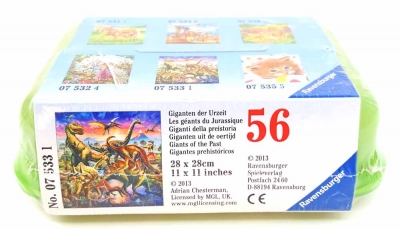 07 532 4
07 533 1
07 535 5
Ravensburger
No. 07 533 1
Giganten der Urzeit
Les géants du Jurassique
Giganti della preistoria
Giganten uit de oertijd
Giants of the Past
Gigantes prehistóricos
28 x 28cm
11 x 11 inches
© 2013
Adrian Chesterman.
Licensed by MGL, UK.
www.mgllicensing.com
56
© 2013
Ravensburger
Spieleverlag
Postfach 24 60
D-88194 Ravensburg
Ravensburger